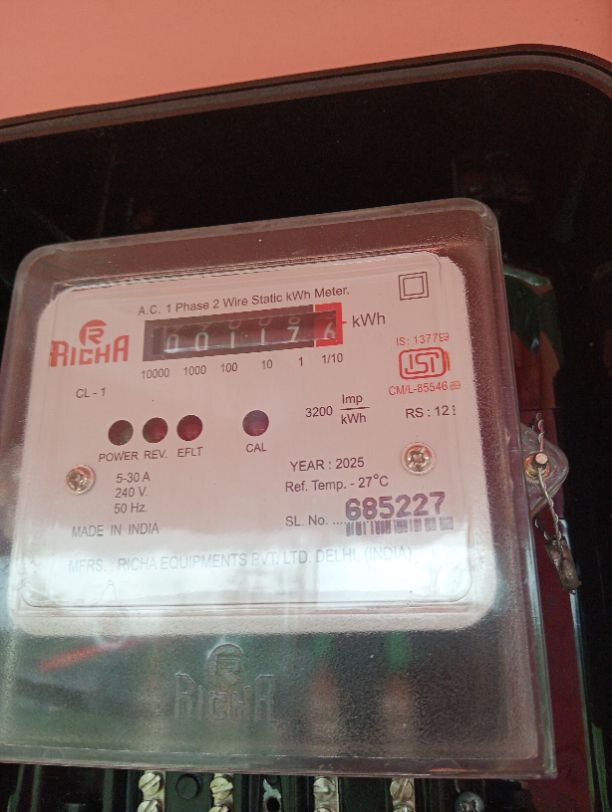 A.C. 1 Phase 2 Wire Static kWh Meter.
R
RICHA
001176 kWh
10000 1000 100 10 1 1/10
IS : 13779
ISI
CM/L-85546
CL - 1
3200 Imp
kWh
RS : 12
POWER REV. EFLT CAL
5-30 A
240 V.
50 Hz.
YEAR : 2025
Ref. Temp. - 27°C
MADE IN INDIA
SL. No. .... 685227
MFRS. : RICHA EQUIPMENTS PVT. LTD. DELHI. (INDIA)
R
RICHA